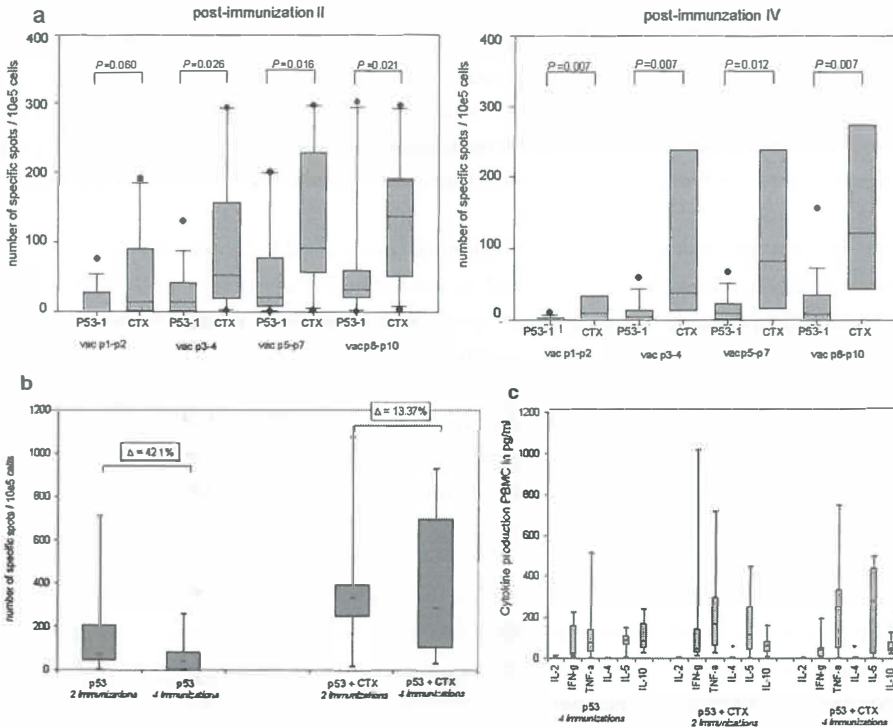 a
post-immunization II
number of specific spots / 10e5 cells
400
300
200
100
0
P=0.060
P=0.026
P=0.016
P=0.021
P53-1 CTX P53-1 CTX P53-1 CTX P53-1 CTX
vac p1-p2 vac p3-4 vac p5-p7 vac p8-p10
post-immunzation IV
number of specific spots / 10e5 cells
400
300
200
100
0
P=0.007
P=0.007
P=0.012
P=0.007
P53-1 CTX P53-1 CTX P53-1 CTX P53-1 CTX
vac p1-p2 vac p3-4 vac p5-p7 vac p8-p10
b
number of specific spots / 10e5 cells
1200
1000
800
600
400
200
0
Δ = 42.1%
Δ = 13.37%
p53
2 Immunizations
p53
4 Immunizations
p53 + CTX
2 Immunizations
p53 + CTX
4 Immunizations
c
Cytokine production PBMC in pg/ml
1200
1000
800
600
400
200
0
IL-2 IFN-g TNF-a IL-4 IL-5 IL-10
IL-2 IFN-g TNF-a IL-4 IL-5 IL-10
IL-2 IFN-g TNF-a IL-4 IL-5 IL-10
p53
4 Immunizations
p53 + CTX
2 Immunizations
p53 + CTX
4 Immunizations